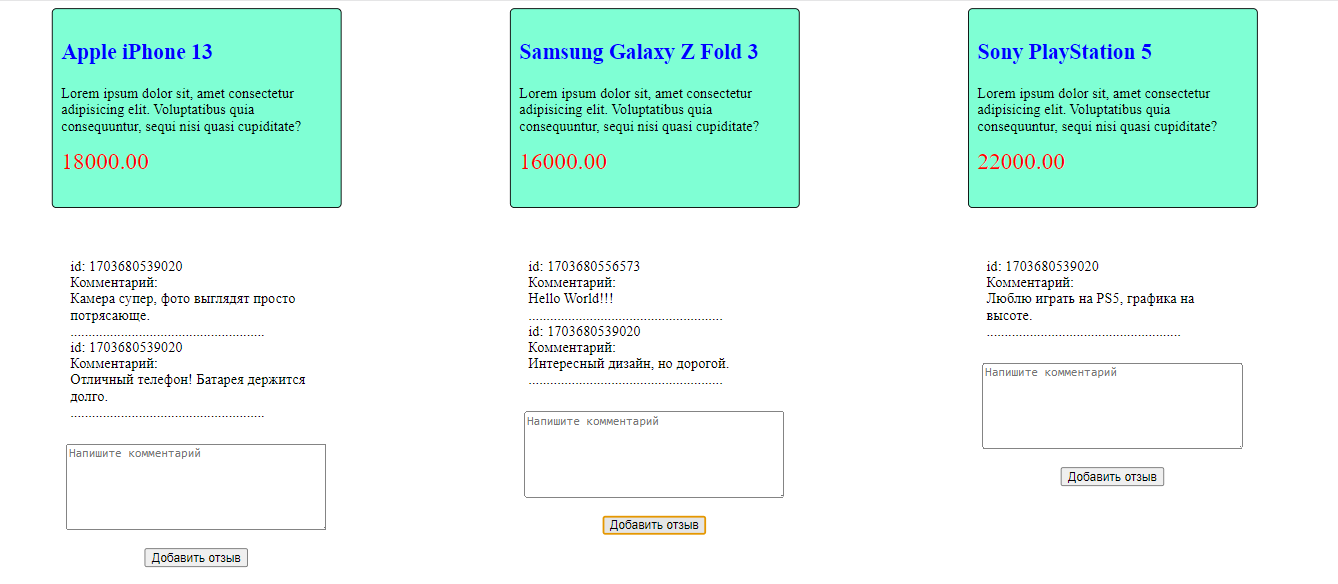 Apple iPhone 13
Lorem ipsum dolor sit, amet consectetur
adipisicing elit. Voluptatibus quia
consequuntur, sequi nisi quasi cupiditate?
18000.00
id: 1703680539020
Комментарий:
Камера супер, фото выглядят просто
потрясающе.
......................................................
id: 1703680539020
Комментарий:
Отличный телефон! Батарея держится
долго.
......................................................
Напишите комментарий
Добавить отзыв
Samsung Galaxy Z Fold 3
Lorem ipsum dolor sit, amet consectetur
adipisicing elit. Voluptatibus quia
consequuntur, sequi nisi quasi cupiditate?
16000.00
id: 1703680556573
Комментарий:
Hello World!!!
......................................................
id: 1703680539020
Комментарий:
Интересный дизайн, но дорогой.
......................................................
Напишите комментарий
Добавить отзыв
Sony PlayStation 5
Lorem ipsum dolor sit, amet consectetur
adipisicing elit. Voluptatibus quia
consequuntur, sequi nisi quasi cupiditate?
22000.00
id: 1703680539020
Комментарий:
Люблю играть на PS5, графика на
высоте.
......................................................
Напишите комментарий
Добавить отзыв